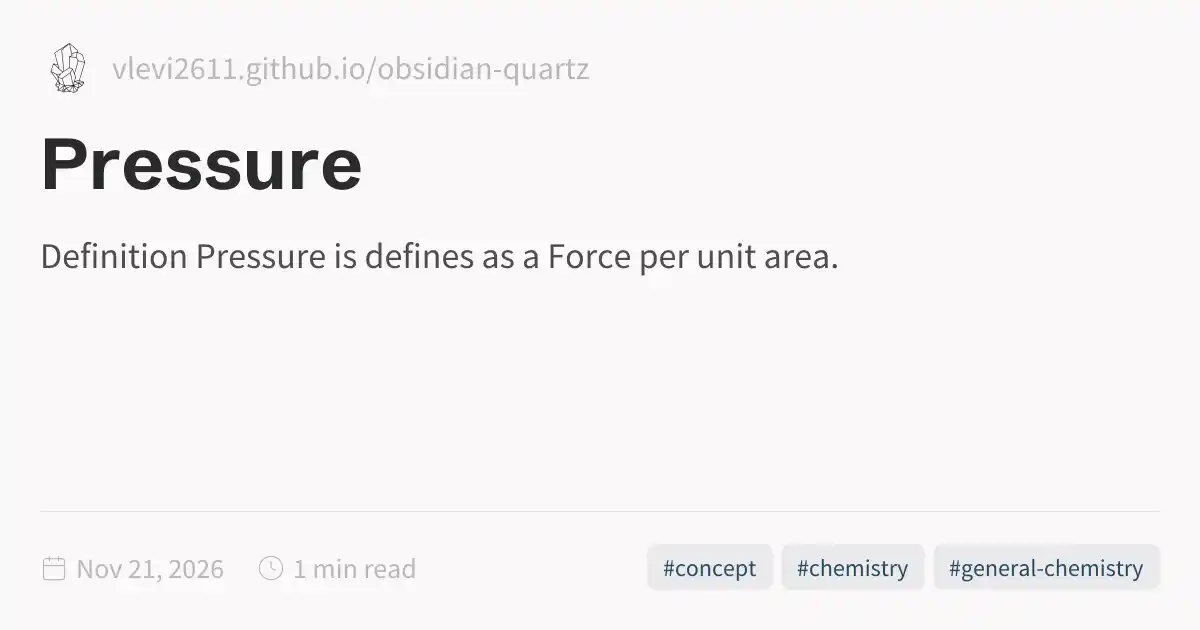 vlevi2611.github.io/obsidian-quartz
Pressure
Definition Pressure is defines as a Force per unit area.
Nov 21, 2026 1 min read #concept #chemistry #general-chemistry